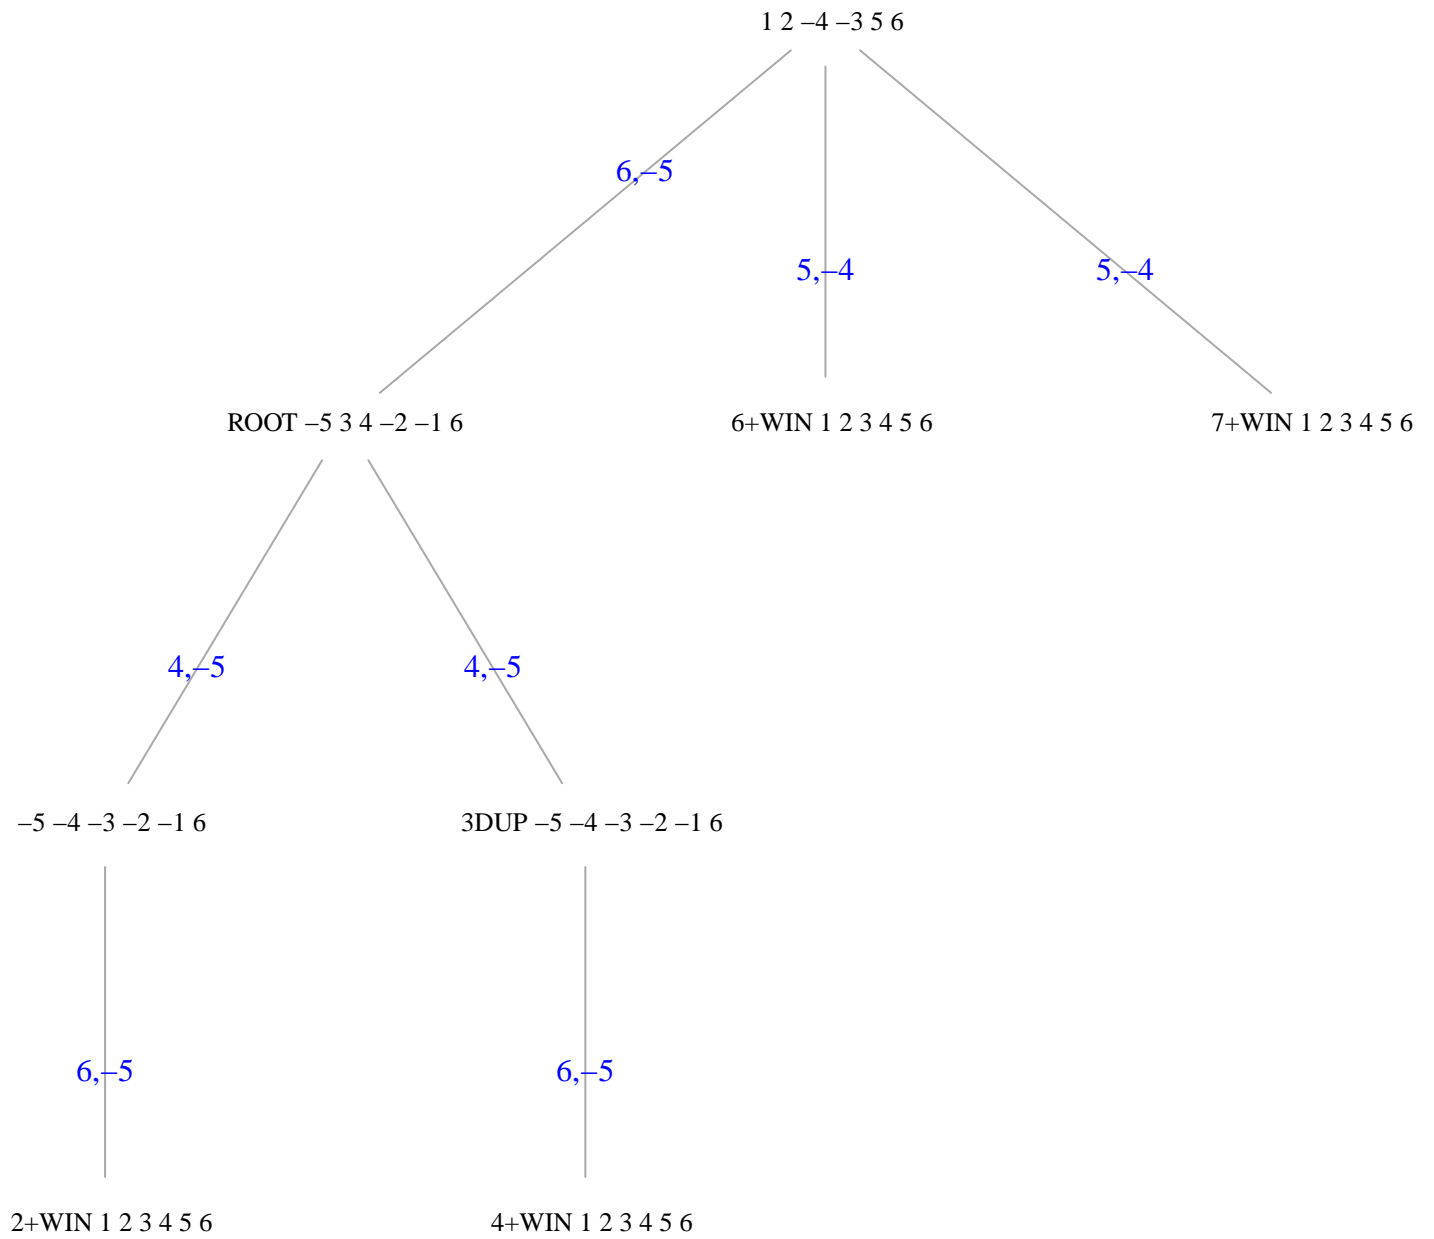 1 2 –4 –3 5 6
6,–5
5,–4
5,–4
ROOT –5 3 4 –2 –1 6
6+WIN 1 2 3 4 5 6
7+WIN 1 2 3 4 5 6
4,–5
4,–5
–5 –4 –3 –2 –1 6
3DUP –5 –4 –3 –2 –1 6
6,–5
6,–5
2+WIN 1 2 3 4 5 6
4+WIN 1 2 3 4 5 6